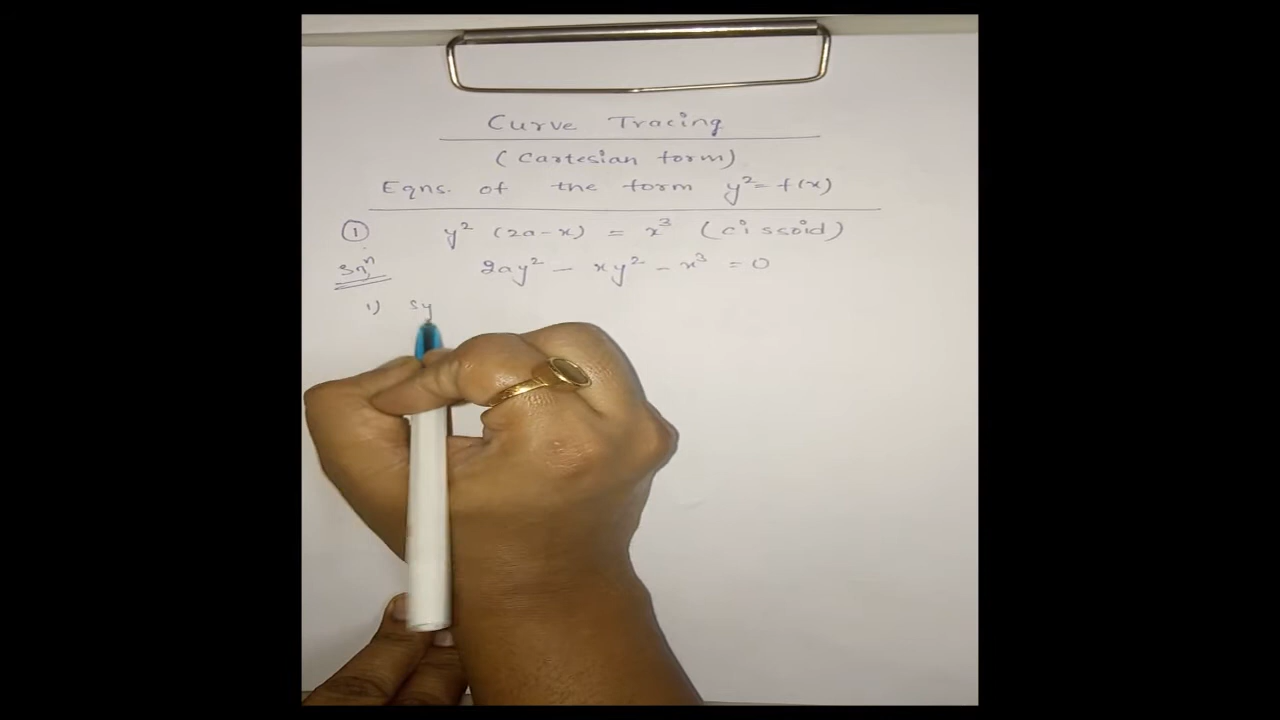 Curve Tracing
(Cartesian form)
Eqns. of the form y² = f(x)
① y² (2a - x) = x³ (cissoid)
Solⁿ 2ay² - xy² - x³ = 0
1) Sy